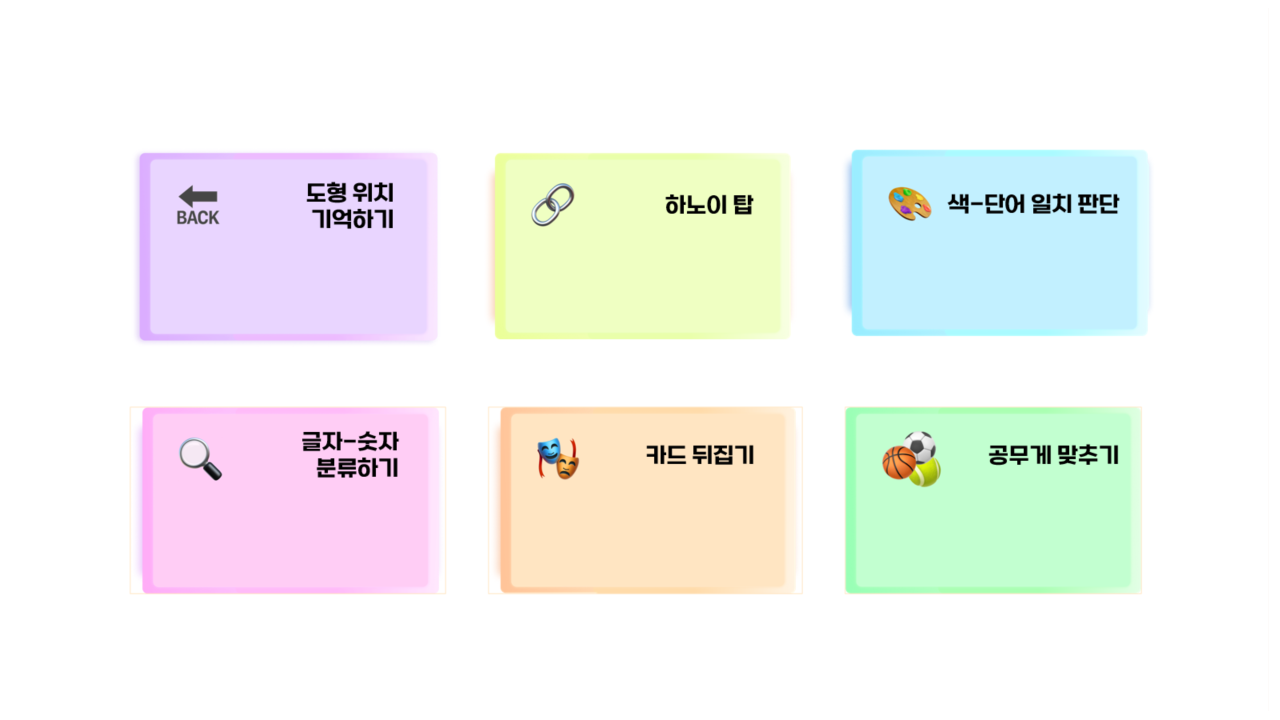 BACK
도형 위치
기억하기
하노이 탑
색-단어 일치 판단
글자-숫자
분류하기
카드 뒤집기
공무게 맞추기